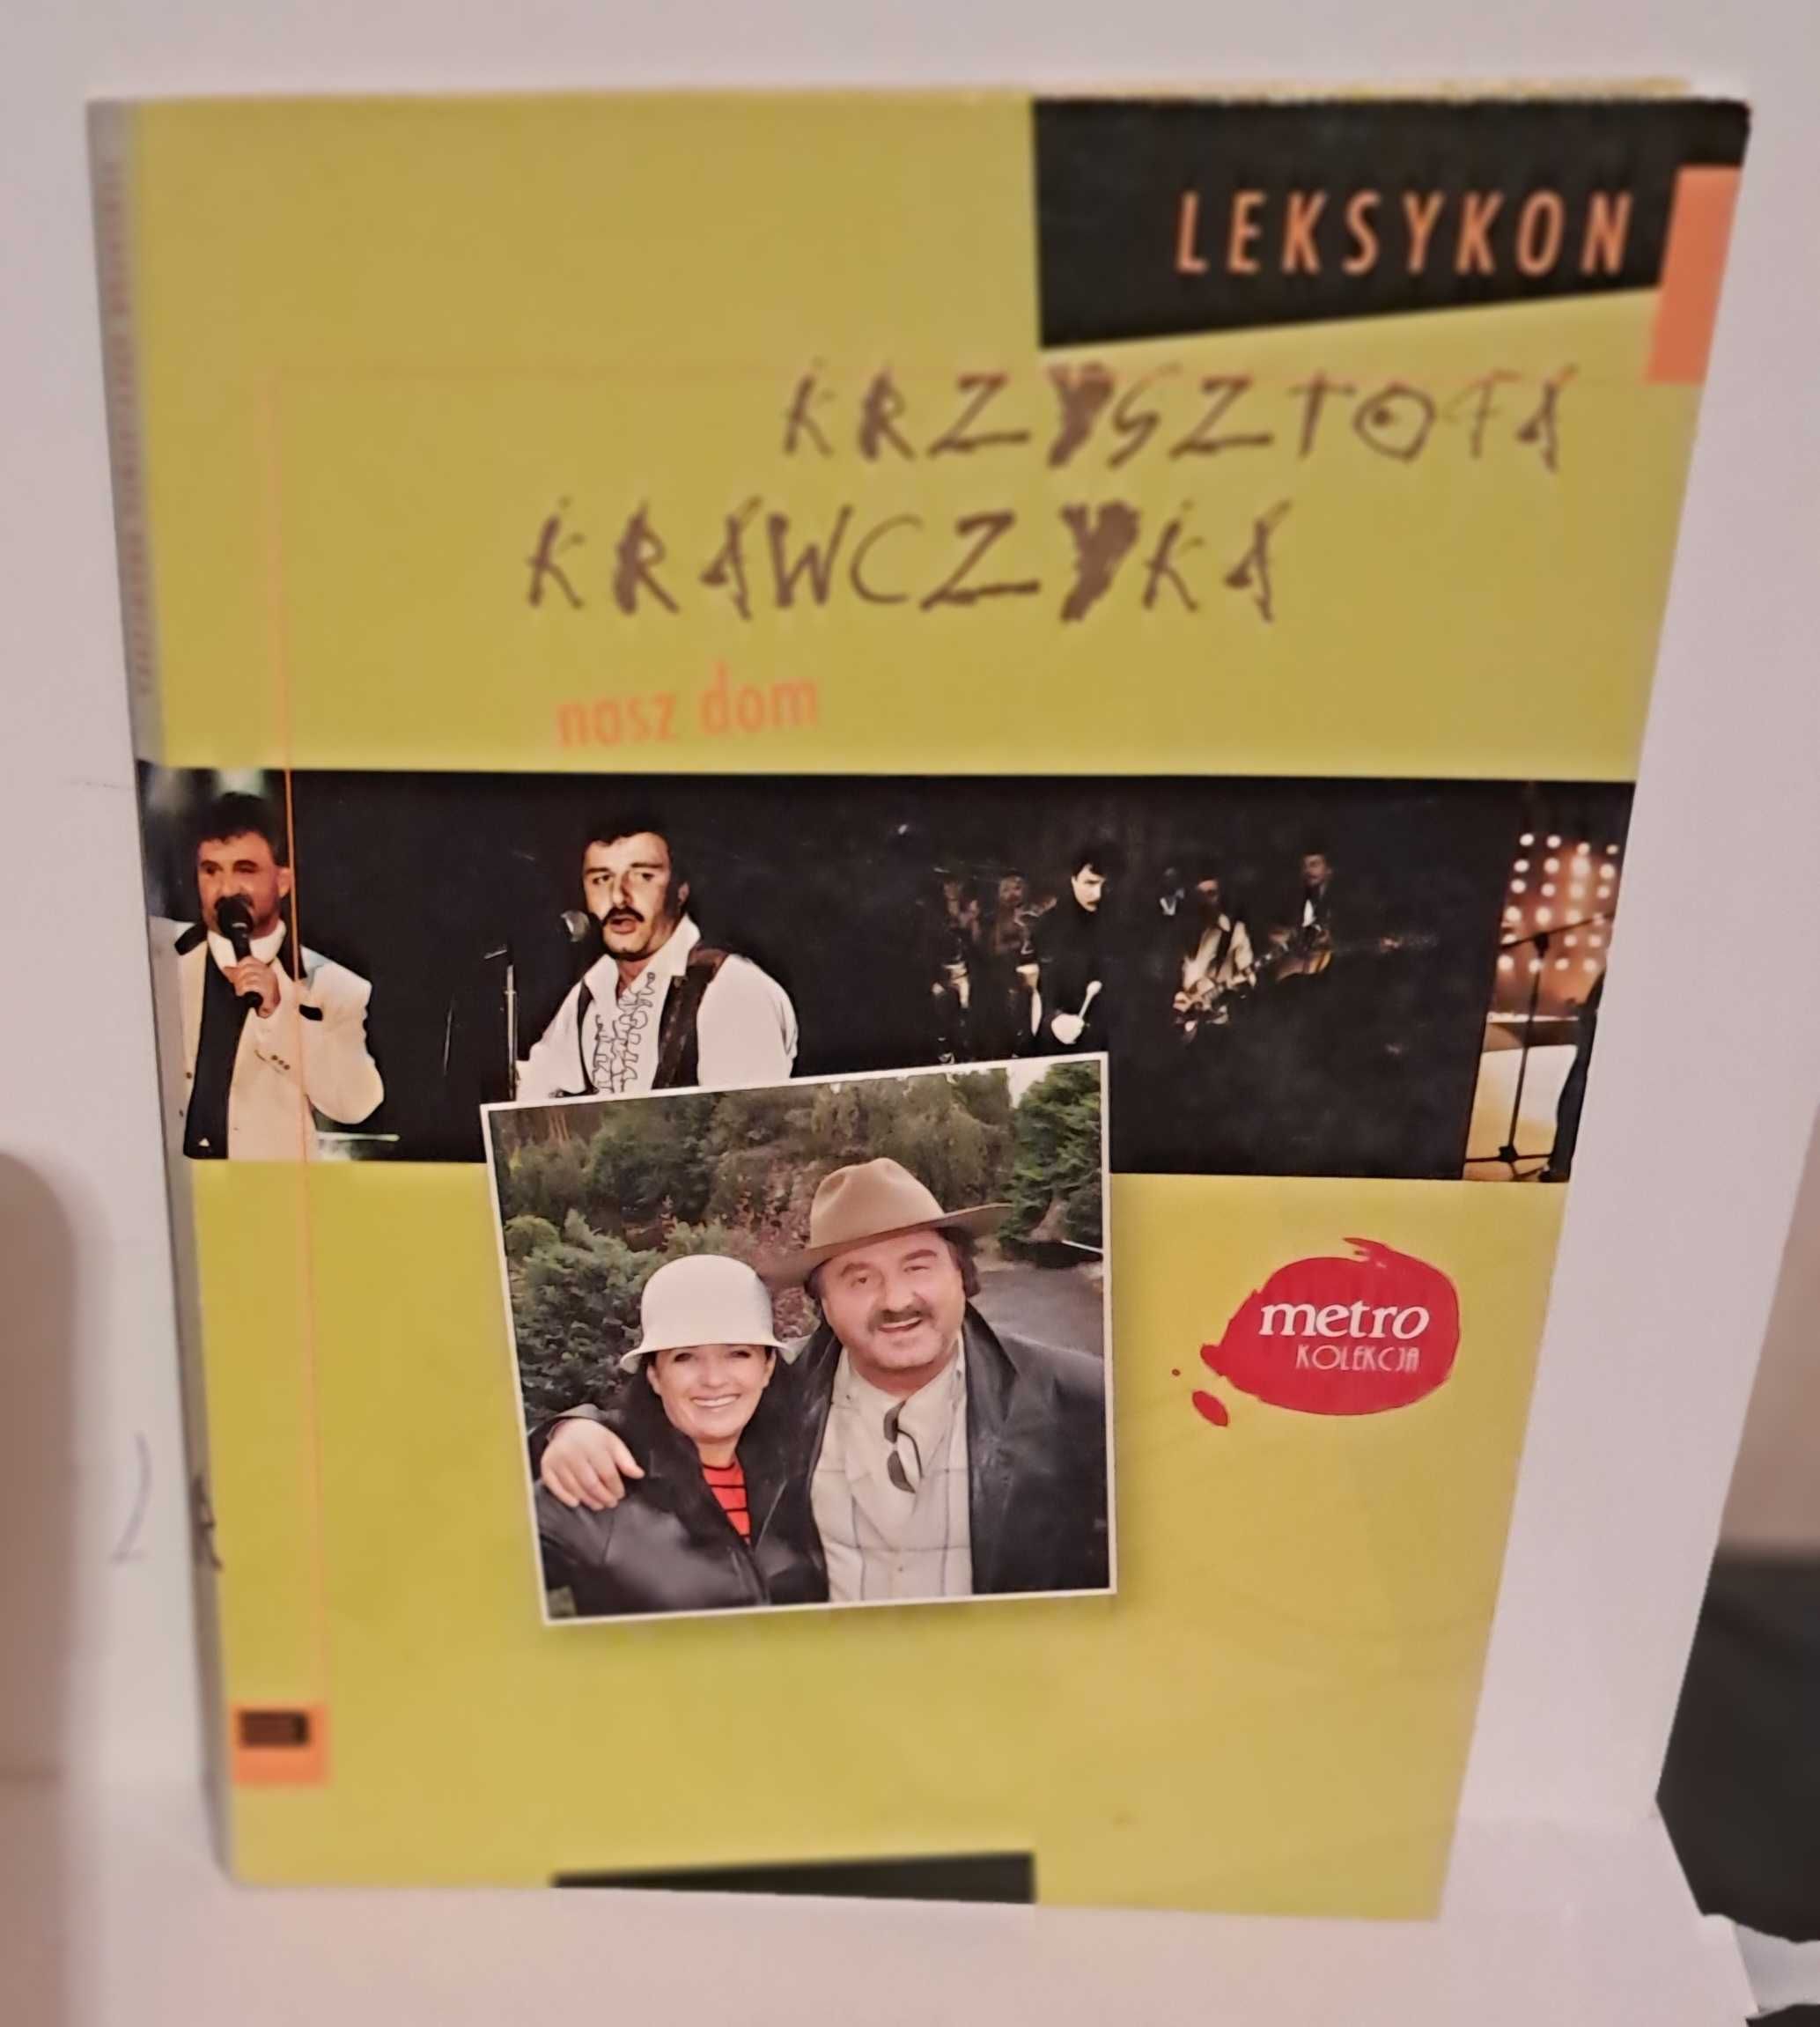 LEKSYKON
KRZYSZTOFA
KRAWCZYKA
nasz dom
metro
KOLEKCJA